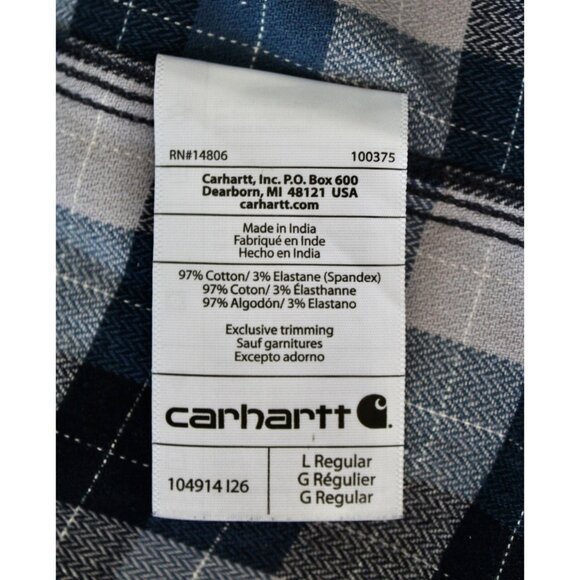 RN#14806 100375
Carhartt, Inc. P.O. Box 600
Dearborn, MI 48121 USA
carhartt.com
Made in India
Fabriqué en Inde
Hecho en India
97% Cotton/ 3% Elastane (Spandex)
97% Coton/ 3% Élasthanne
97% Algodón/ 3% Elastano
Exclusive trimming
Sauf garnitures
Excepto adorno
carhartt
104914 I26
L Regular
G Régulier
G Regular